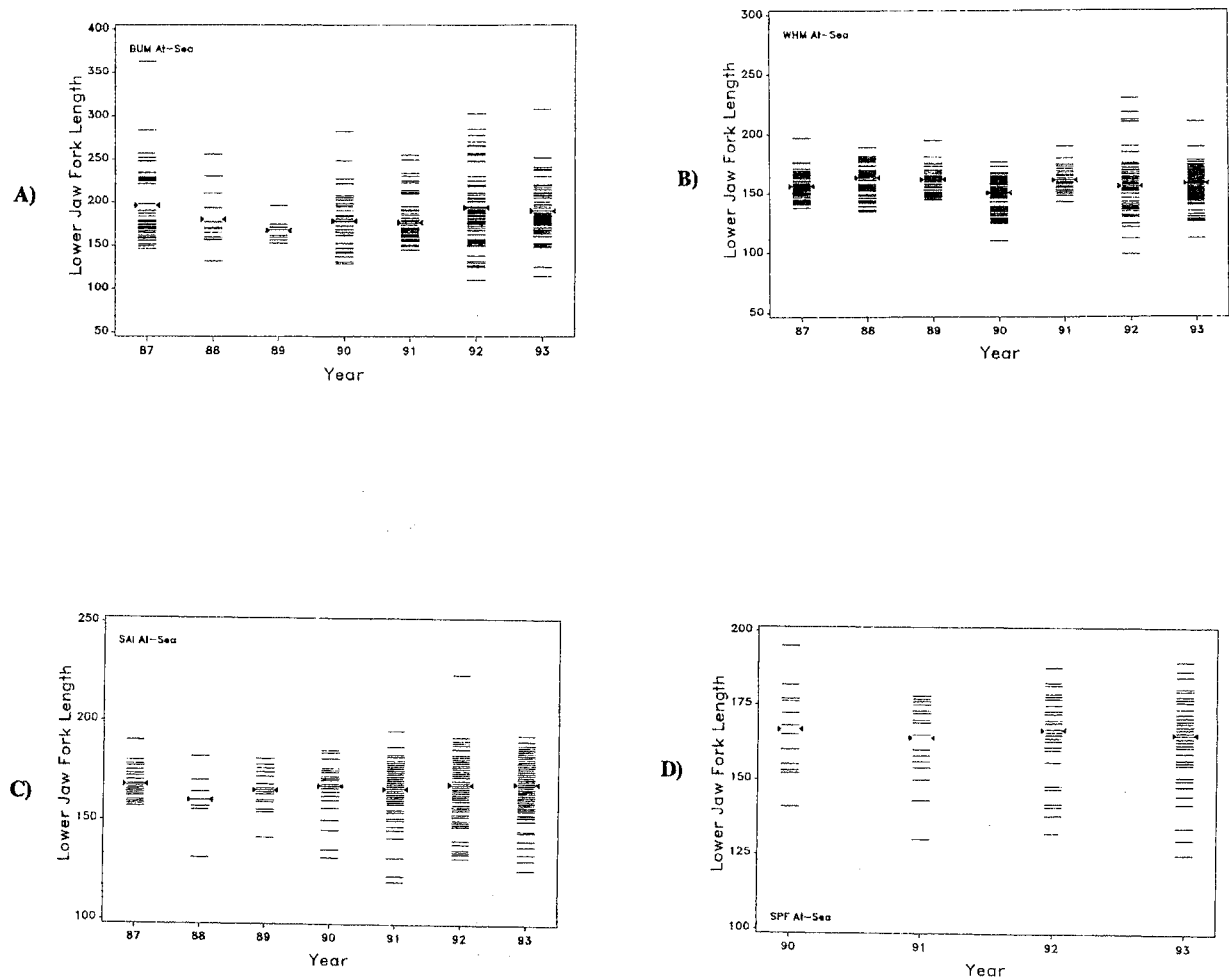 A)
BUM At-Sea
Lower Jaw Fork Length
400
350
300
250
200
150
100
50
87 88 89 90 91 92 93
Year
B)
WHM At-Sea
Lower Jaw Fork Length
300
250
200
150
100
50
87 88 89 90 91 92 93
Year
C)
SAI At-Sea
Lower Jaw Fork Length
250
200
150
100
87 88 89 90 91 92 93
Year
D)
Lower Jaw Fork Length
200
175
150
125
100
SPF At-Sea
90 91 92 93
Year